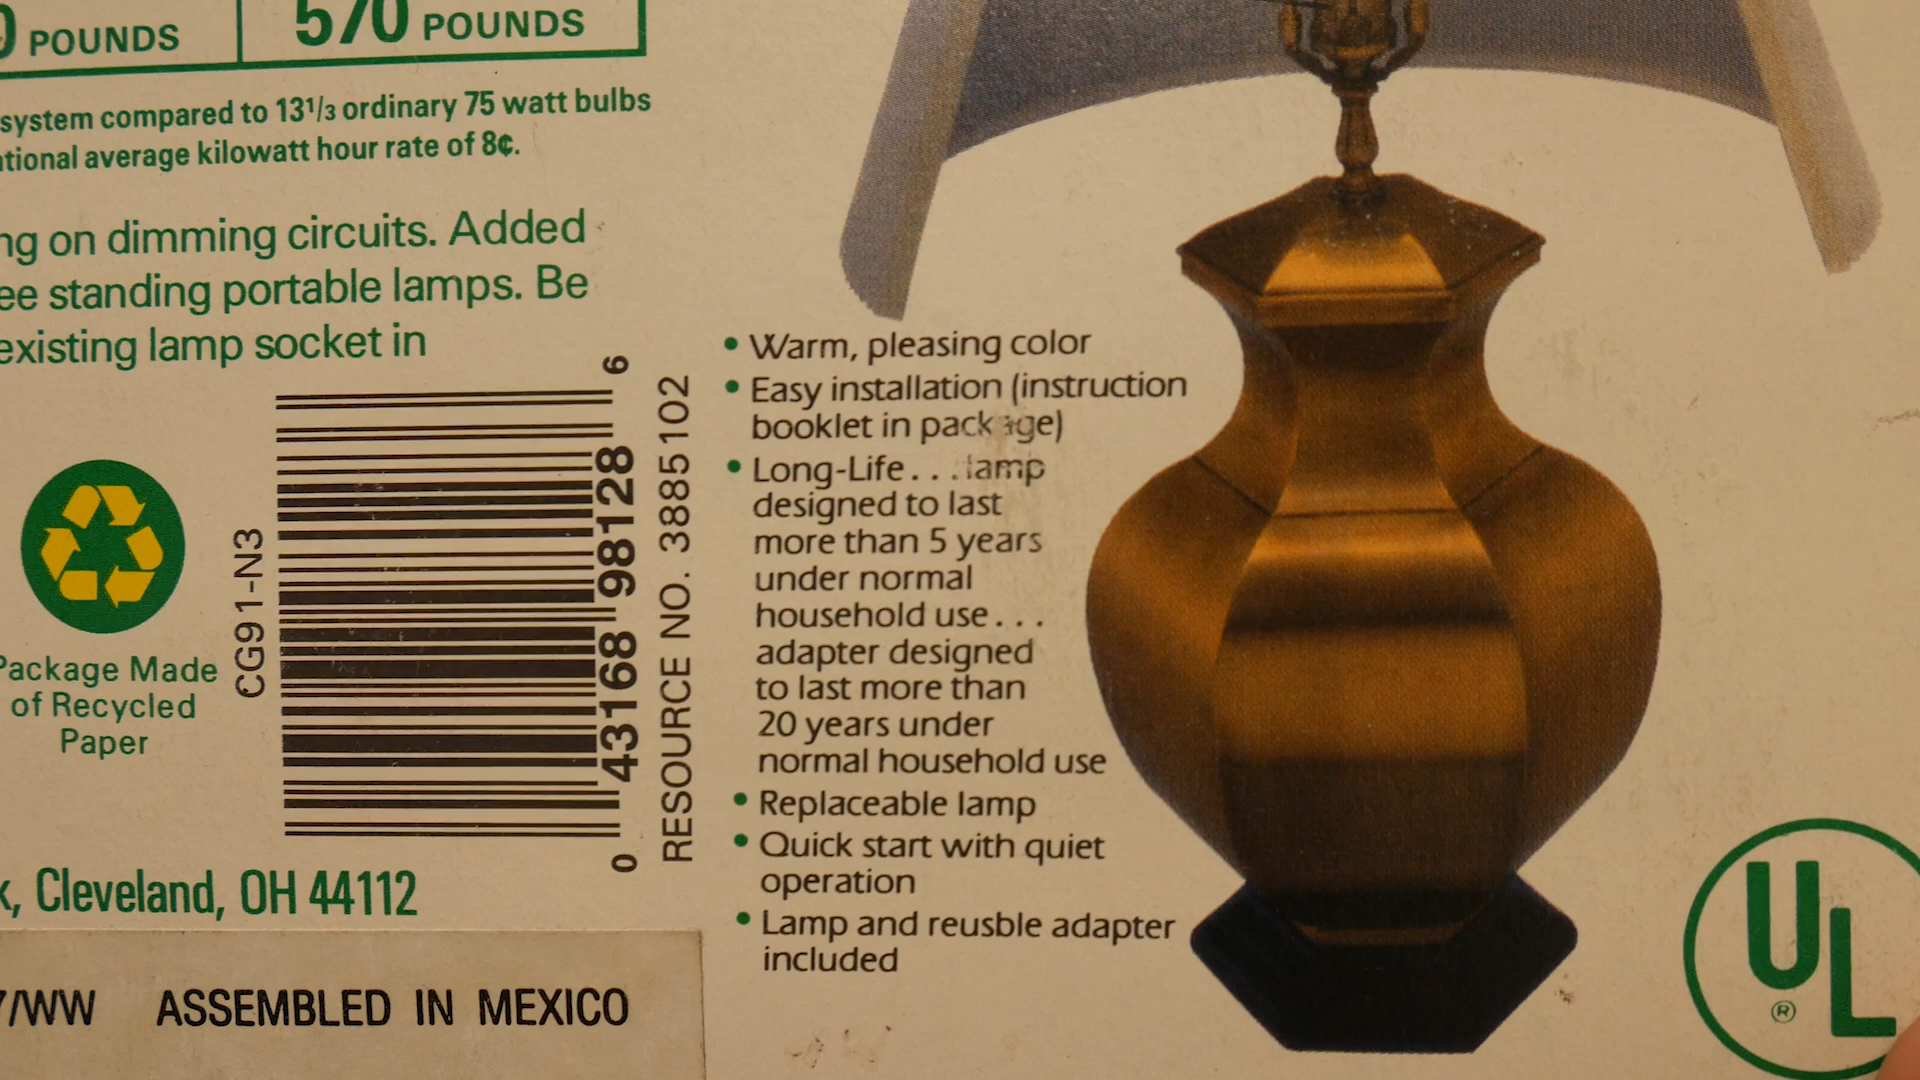 POUNDS
570 POUNDS
system compared to 13 1/3 ordinary 75 watt bulbs
ational average kilowatt hour rate of 8¢.
ng on dimming circuits. Added
ee standing portable lamps. Be
existing lamp socket in
Package Made
of Recycled
Paper
CG91-N3
0 43168 98128 6
RESOURCE NO. 3885102
, Cleveland, OH 44112
/WW ASSEMBLED IN MEXICO
• Warm, pleasing color
• Easy installation (instruction
booklet in package)
• Long-Life... lamp
designed to last
more than 5 years
under normal
household use...
adapter designed
to last more than
20 years under
normal household use
• Replaceable lamp
• Quick start with quiet
operation
• Lamp and reusble adapter
included
UL
®